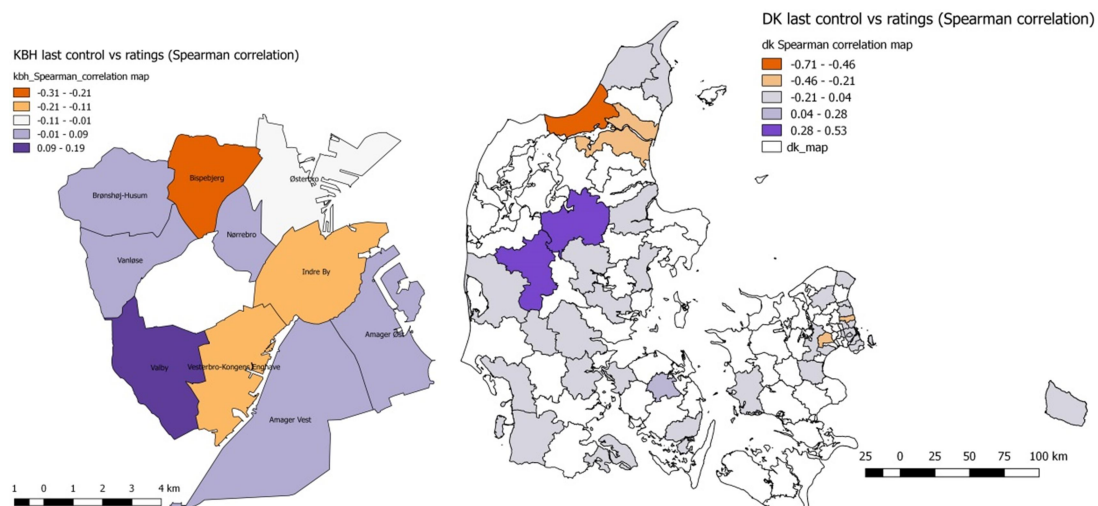 KBH last control vs ratings (Spearman correlation)
kbh_Spearman_correlation map
-0.31 - -0.21
-0.21 - -0.11
-0.11 - -0.01
-0.01 - 0.09
0.09 - 0.19
Bispebjerg
Østerbro
Brønshøj-Husum
Nørrebro
Vanløse
Indre By
Amager Øst
Valby
Vesterbro-Kongens Enghave
Amager Vest
1 0 1 2 3 4 km
DK last control vs ratings (Spearman correlation)
dk Spearman correlation map
-0.71 - -0.46
-0.46 - -0.21
-0.21 - 0.04
0.04 - 0.28
0.28 - 0.53
dk_map
25 0 25 50 75 100 km